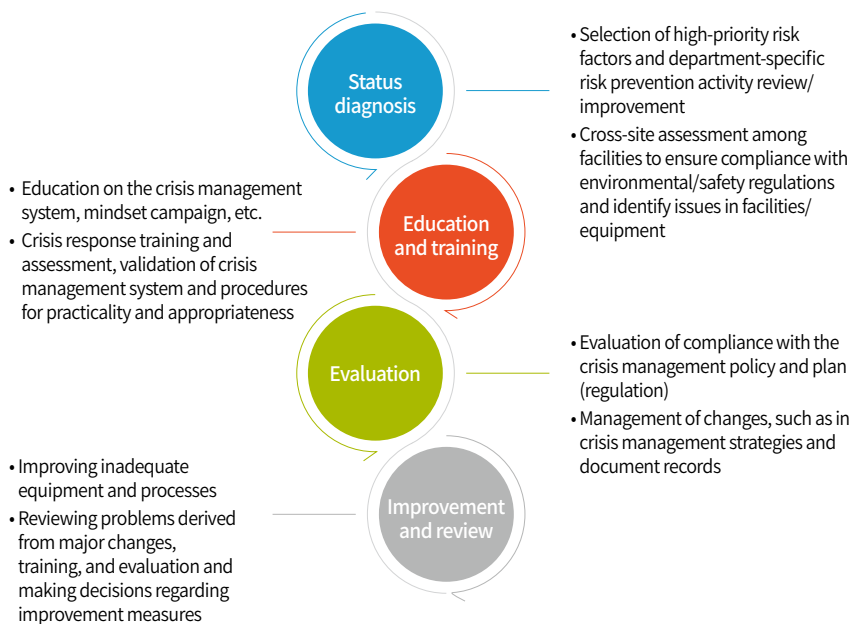 Status
diagnosis
• Selection of high-priority risk
factors and department-specific
risk prevention activity review/
improvement
• Cross-site assessment among
facilities to ensure compliance with
environmental/safety regulations
and identify issues in facilities/
equipment
Education
and training
• Education on the crisis management
system, mindset campaign, etc.
• Crisis response training and
assessment, validation of crisis
management system and procedures
for practicality and appropriateness
Evaluation
• Evaluation of compliance with the
crisis management policy and plan
(regulation)
• Management of changes, such as in
crisis management strategies and
document records
Improvement
and review
• Improving inadequate
equipment and processes
• Reviewing problems derived
from major changes,
training, and evaluation and
making decisions regarding
improvement measures